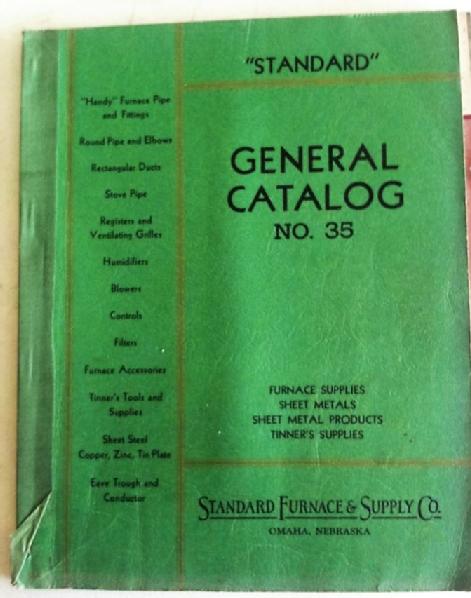 "STANDARD"
GENERAL
CATALOG
NO. 35
"Handy" Furnace Pipe
and Fittings
Round Pipe and Elbows
Rectangular Ducts
Stove Pipe
Registers and
Ventilating Grilles
Humidifiers
Blowers
Controls
Filters
Furnace Accessories
Tinner's Tools and
Supplies
Sheet Steel
Copper, Zinc, Tin Plate
Eave Trough and
Conductor
FURNACE SUPPLIES
SHEET METALS
SHEET METAL PRODUCTS
TINNER'S SUPPLIES
STANDARD FURNACE & SUPPLY CO.
OMAHA, NEBRASKA